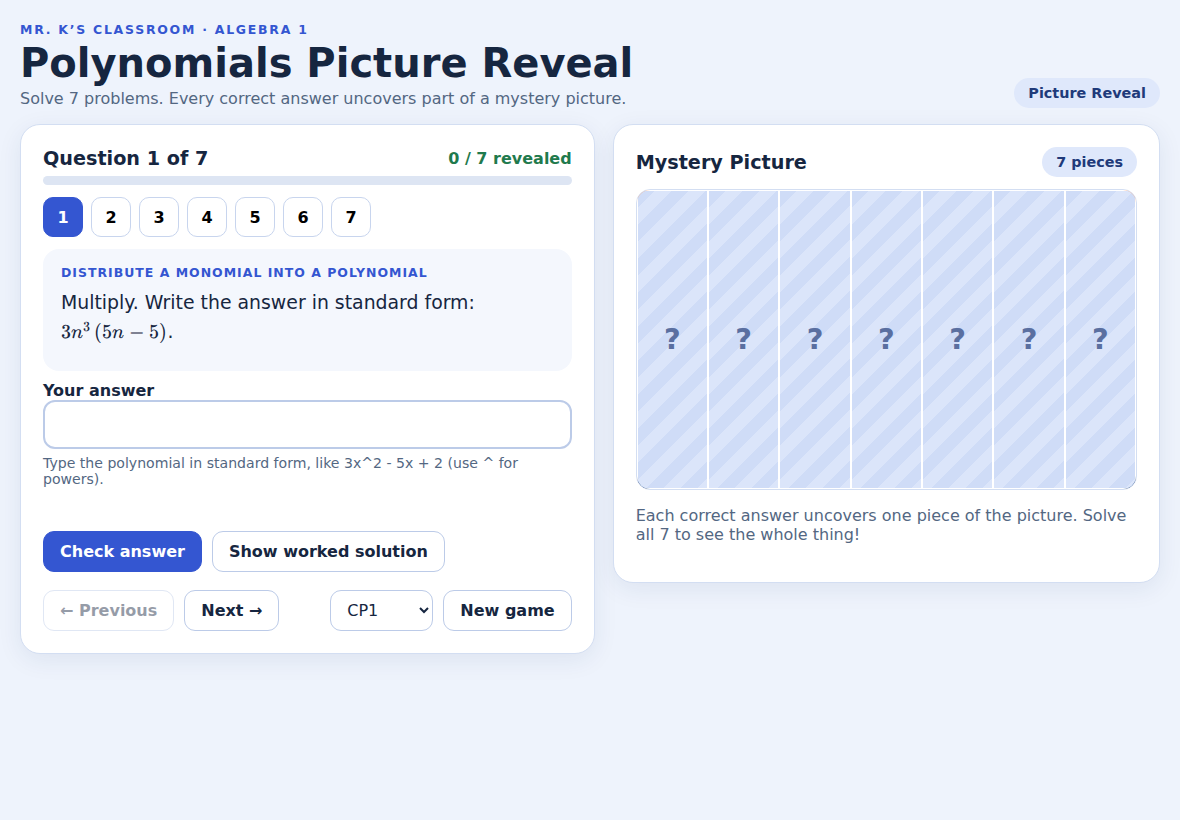 MR. K’S CLASSROOM · ALGEBRA 1
Polynomials Picture Reveal
Solve 7 problems. Every correct answer uncovers part of a mystery picture.
Picture Reveal
Question 1 of 7
0 / 7 revealed
1 2 3 4 5 6 7
DISTRIBUTE A MONOMIAL INTO A POLYNOMIAL
Multiply. Write the answer in standard form:
3n³ (5n − 5).
Your answer
Type the polynomial in standard form, like 3x^2 - 5x + 2 (use ^ for
powers).
Check answer
Show worked solution
← Previous
Next →
CP1
New game
Mystery Picture
7 pieces
? ? ? ? ? ? ?
Each correct answer uncovers one piece of the picture. Solve
all 7 to see the whole thing!